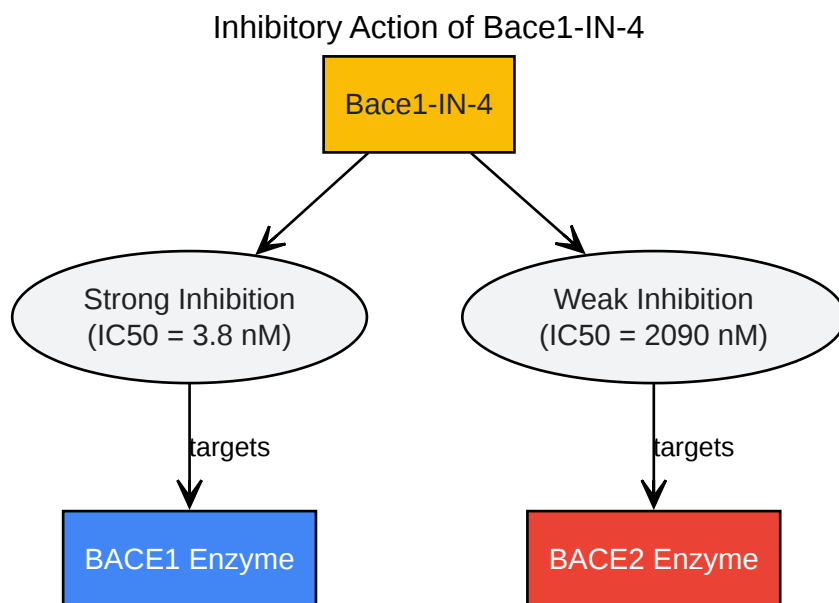 Inhibitory Action of Bace1-IN-4
Bace1-IN-4
Strong Inhibition
(IC50 = 3.8 nM)
Weak Inhibition
(IC50 = 2090 nM)
targets
targets
BACE1 Enzyme
BACE2 Enzyme